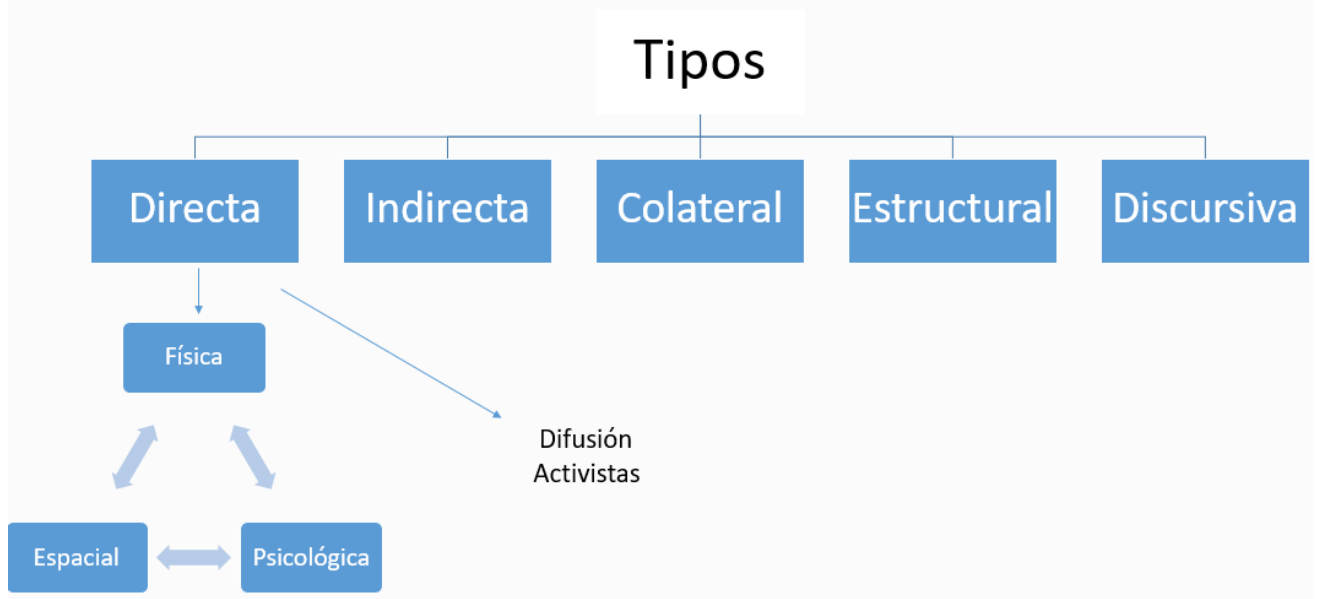 Tipos
Directa
Indirecta
Colateral
Estructural
Discursiva
Física
Difusión
Activistas
Espacial
Psicológica